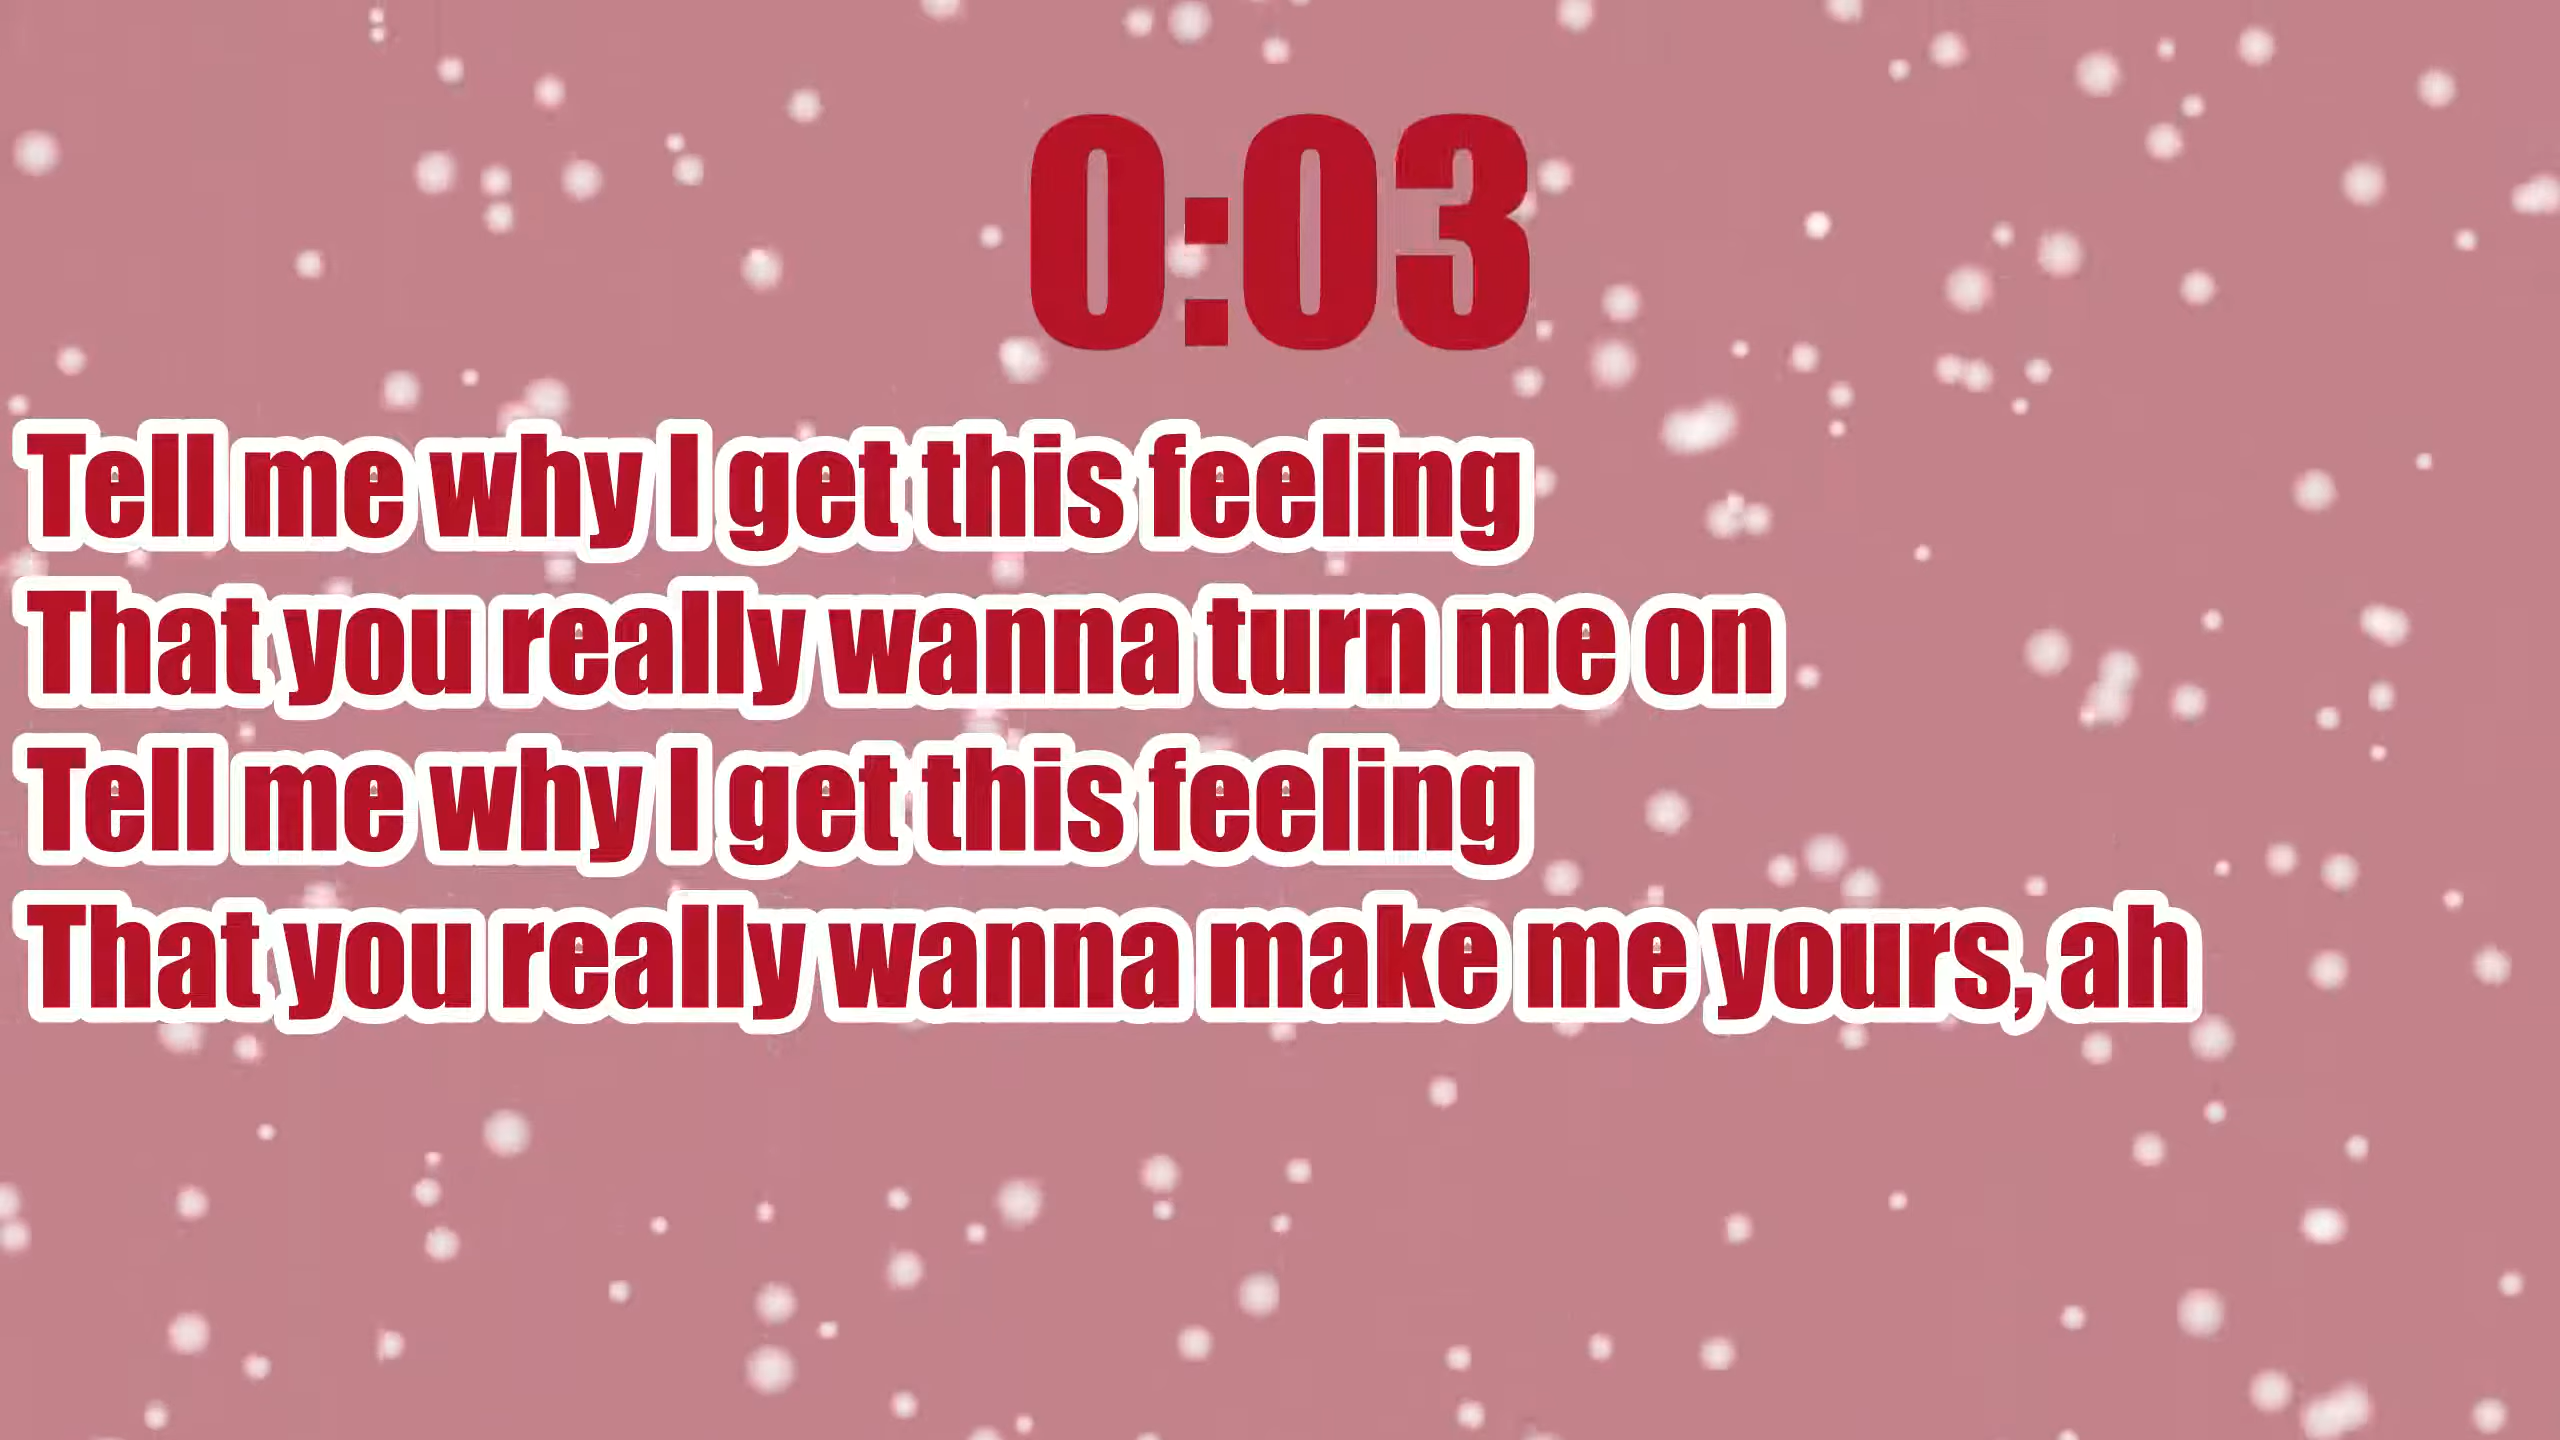 0:03
Tell me why I get this feeling
That you really wanna turn me on
Tell me why I get this feeling
That you really wanna make me yours, ah